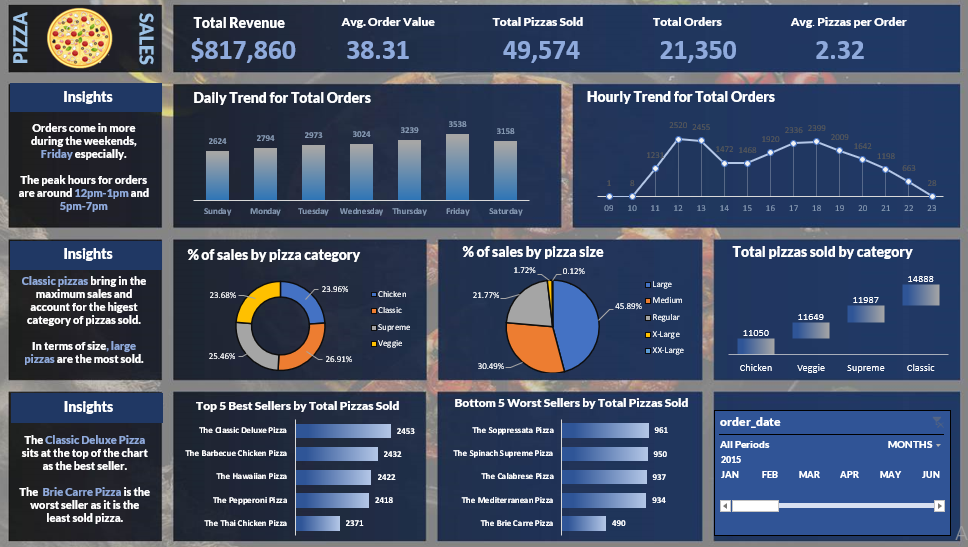 PIZZA
SALES
Total Revenue
$817,860
Avg. Order Value
38.31
Total Pizzas Sold
49,574
Total Orders
21,350
Avg. Pizzas per Order
2.32
Insights
Orders come in more
during the weekends,
Friday especially.
The peak hours for orders
are around 12pm-1pm and
5pm-7pm
Daily Trend for Total Orders
2624 2794 2973 3024 3239 3538 3158
Sunday Monday Tuesday Wednesday Thursday Friday Saturday
Hourly Trend for Total Orders
1 8 1231 2520 2455 1472 1468 1920 2336 2399 2009 1642 1198 663 28
09 10 11 12 13 14 15 16 17 18 19 20 21 22 23
Insights
Classic pizzas bring in the
maximum sales and
account for the higest
category of pizzas sold.
In terms of size, large
pizzas are the most sold.
% of sales by pizza category
23.68%
23.96%
25.46%
26.91%
Chicken
Classic
Supreme
Veggie
% of sales by pizza size
1.72%
0.12%
21.77%
45.89%
30.49%
Large
Medium
Regular
X-Large
XX-Large
Total pizzas sold by category
11050 11649 11987 14888
Chicken Veggie Supreme Classic
Insights
The Classic Deluxe Pizza
sits at the top of the chart
as the best seller.
The Brie Carre Pizza is the
worst seller as it is the
least sold pizza.
Top 5 Best Sellers by Total Pizzas Sold
The Classic Deluxe Pizza 2453
The Barbecue Chicken Pizza 2432
The Hawaiian Pizza 2422
The Pepperoni Pizza 2418
The Thai Chicken Pizza 2371
Bottom 5 Worst Sellers by Total Pizzas Sold
The Soppressata Pizza 961
The Spinach Supreme Pizza 950
The Calabrese Pizza 937
The Mediterranean Pizza 934
The Brie Carre Pizza 490
order_date
All Periods MONTHS
2015
JAN FEB MAR APR MAY JUN
A